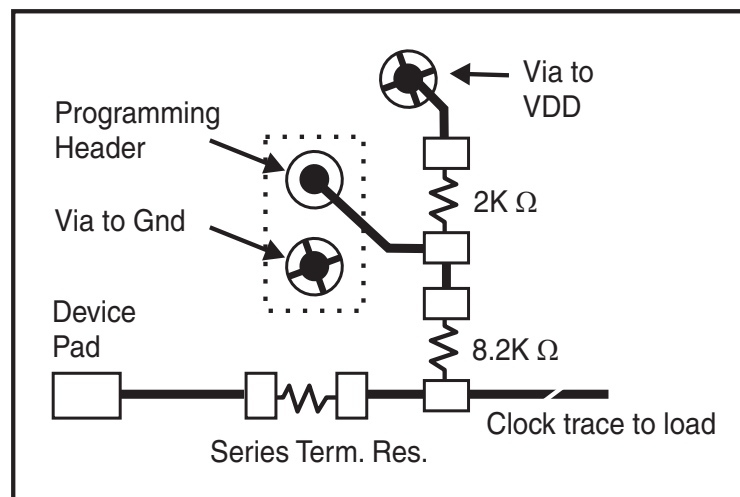 Via to
VDD
Programming
Header
2K Ω
Via to Gnd
Device
Pad
8.2K Ω
Clock trace to load
Series Term. Res.